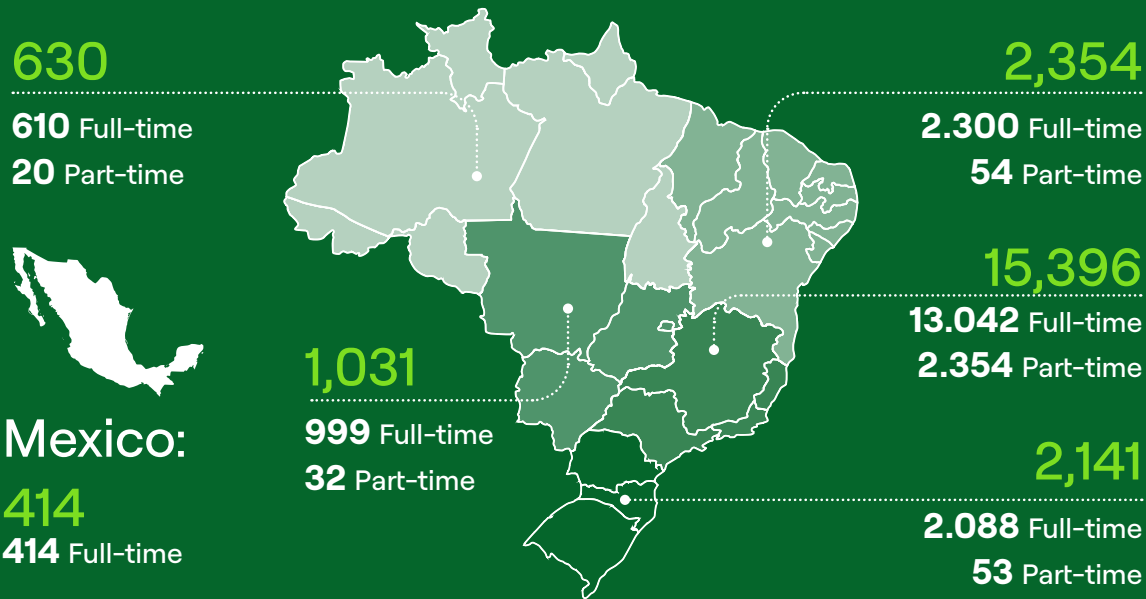 630
610 Full-time
20 Part-time
2,354
2.300 Full-time
54 Part-time
15,396
13.042 Full-time
2.354 Part-time
1,031
999 Full-time
32 Part-time
Mexico:
414
414 Full-time
2,141
2.088 Full-time
53 Part-time